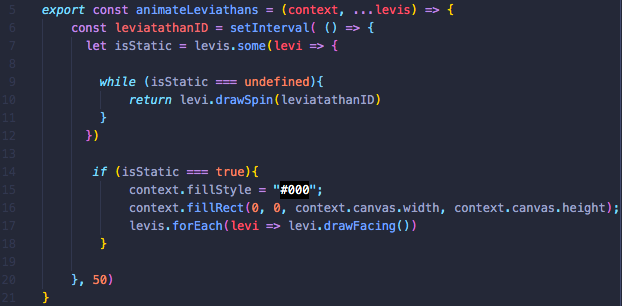 5 export const animateLeviathans = (context, ...levis) => {
6 const leviatathanID = setInterval( () => {
7 let isStatic = levis.some(levi => {
8
9 while (isStatic === undefined){
10 return levi.drawSpin(leviatathanID)
11 }
12 })
13
14 if (isStatic === true){
15 context.fillStyle = "#000";
16 context.fillRect(0, 0, context.canvas.width, context.canvas.height);
17 levis.forEach(levi => levi.drawFacing())
18 }
19
20 }, 50)
21 }